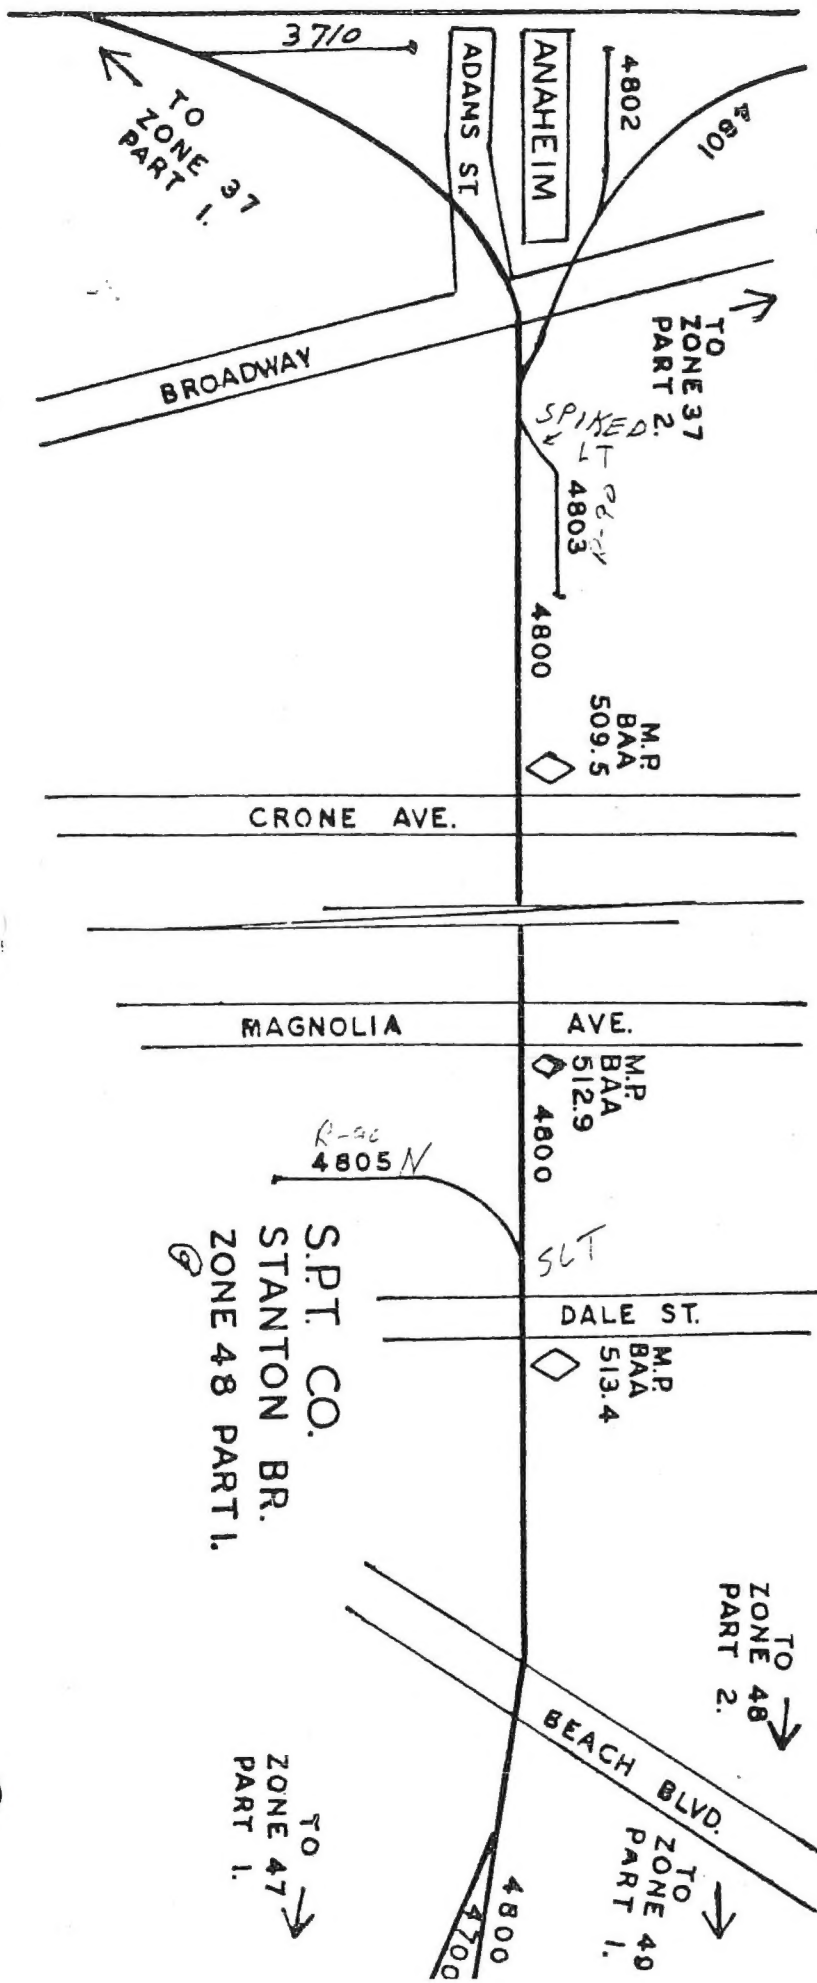 3710
TO
ZONE 37
PART 1.
ADAMS ST.
ANAHEIM
4802
4801
BROADWAY
TO
ZONE 37
PART 2.
SPIKED
LT
4803
4800
M.P.
BAA
509.5
CRONE AVE.
MAGNOLIA AVE.
M.P.
BAA
512.9
4800
4805 N
SLT
S.P.T. CO.
STANTON BR.
ZONE 48 PART 1.
DALE ST.
M.P.
BAA
513.4
TO
ZONE 48
PART 2.
BEACH BLVD.
TO
ZONE 47
PART 1.
TO
ZONE 49
PART 1.
4800
4700